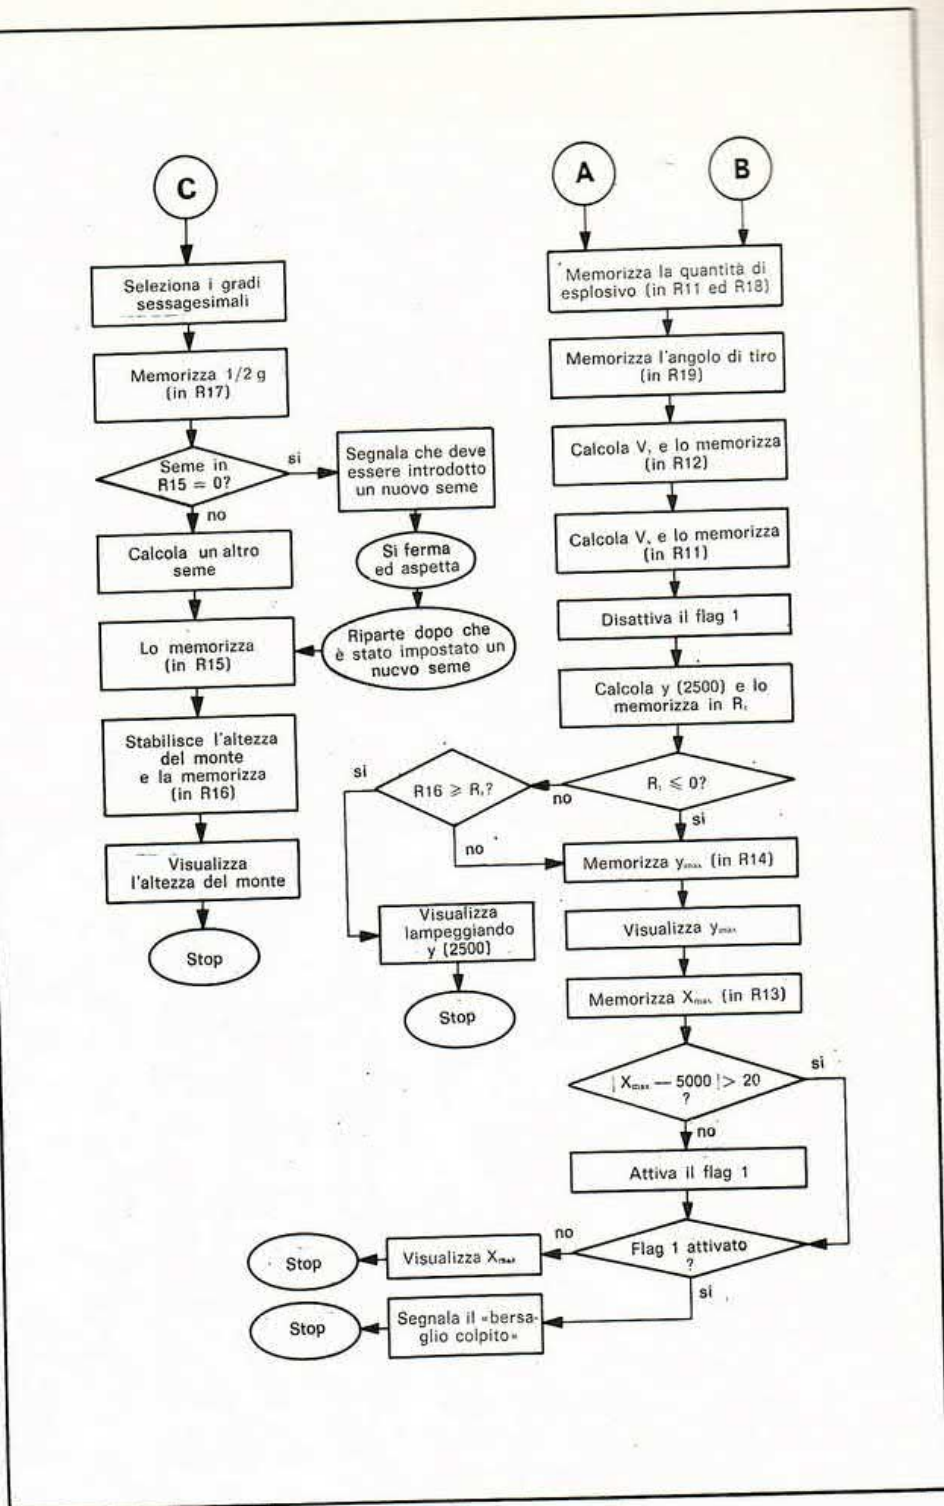 C
Seleziona i gradi
sessagesimali
Memorizza 1/2 g
(in R17)
Seme in
R15 = 0?
si
no
Segnala che deve
essere introdotto
un nuovo seme
Si ferma
ed aspetta
Riparte dopo che
è stato impostato un
nuovo seme
Calcola un altro
seme
Lo memorizza
(in R15)
Stabilisce l'altezza
del monte
e la memorizza
(in R16)
Visualizza
l'altezza del monte
Stop
A
B
Memorizza la quantità di
esplosivo (in R11 ed R18)
Memorizza l'angolo di tiro
(in R19)
Calcola V, e lo memorizza
(in R12)
Calcola V, e lo memorizza
(in R11)
Disattiva il flag 1
Calcola y (2500) e lo
memorizza in R,
R, ⩽ 0?
no
si
R16 ⩾ R,?
si
no
Visualizza
lampeggiando
y (2500)
Stop
Memorizza ymax (in R14)
Visualizza ymax
Memorizza Xmax (in R13)
| Xmax — 5000 | > 20
?
si
no
Attiva il flag 1
Flag 1 attivato
?
no
si
Visualizza Xmax
Stop
Segnala il «bersa-
glio colpito»
Stop